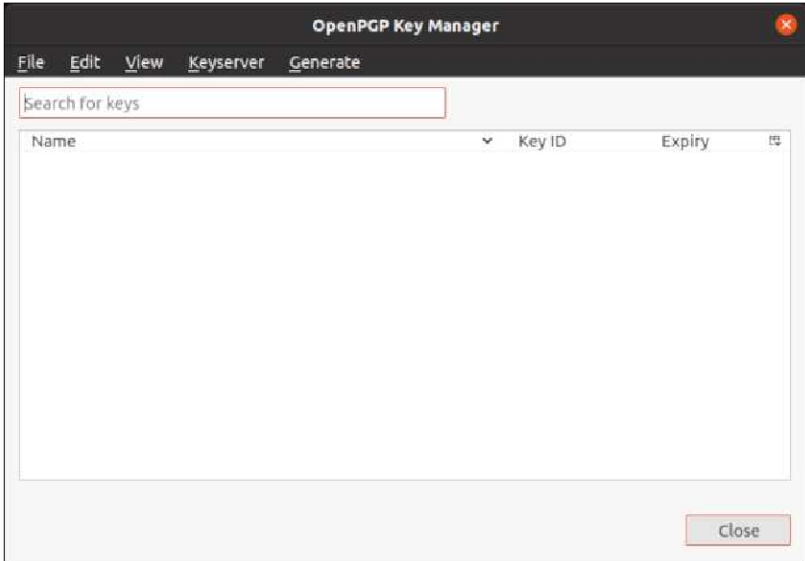 OpenPGP Key Manager
File Edit View Keyserver Generate
Search for keys
Name Key ID Expiry
Close